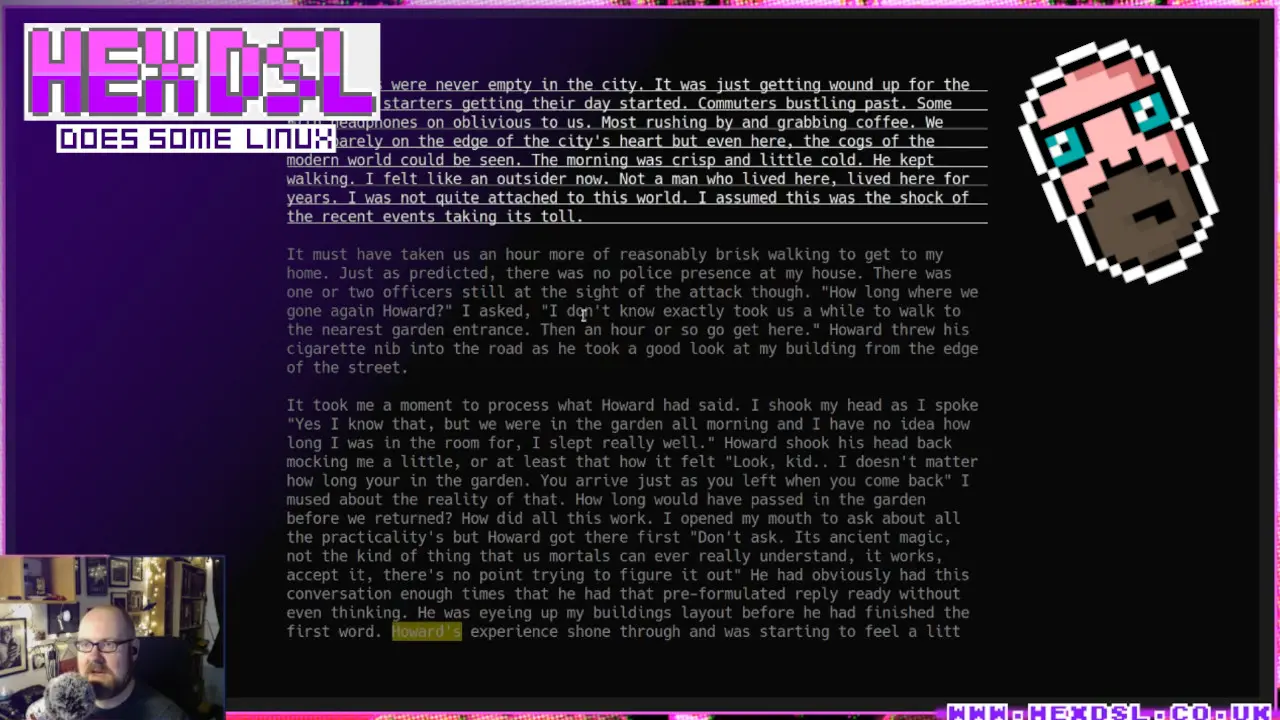 HEXDSL
DOES SOME LINUX
were never empty in the city. It was just getting wound up for the
starters getting their day started. Commuters bustling past. Some
headphones on oblivious to us. Most rushing by and grabbing coffee. We
barely on the edge of the city's heart but even here, the cogs of the
modern world could be seen. The morning was crisp and little cold. He kept
walking. I felt like an outsider now. Not a man who lived here, lived here for
years. I was not quite attached to this world. I assumed this was the shock of
the recent events taking its toll.
It must have taken us an hour more of reasonably brisk walking to get to my
home. Just as predicted, there was no police presence at my house. There was
one or two officers still at the sight of the attack though. "How long where we
gone again Howard?" I asked, "I don't know exactly took us a while to walk to
the nearest garden entrance. Then an hour or so go get here." Howard threw his
cigarette nib into the road as he took a good look at my building from the edge
of the street.
It took me a moment to process what Howard had said. I shook my head as I spoke
"Yes I know that, but we were in the garden all morning and I have no idea how
long I was in the room for, I slept really well." Howard shook his head back
mocking me a little, or at least that how it felt "Look, kid.. I doesn't matter
how long your in the garden. You arrive just as you left when you come back" I
mused about the reality of that. How long would have passed in the garden
before we returned? How did all this work. I opened my mouth to ask about all
the practicality's but Howard got there first "Don't ask. Its ancient magic,
not the kind of thing that us mortals can ever really understand, it works,
accept it, there's no point trying to figure it out" He had obviously had this
conversation enough times that he had that pre-formulated reply ready without
even thinking. He was eyeing up my buildings layout before he had finished the
first word. Howard's experience shone through and was starting to feel a litt
WWW.HEXDSL.CO.UK